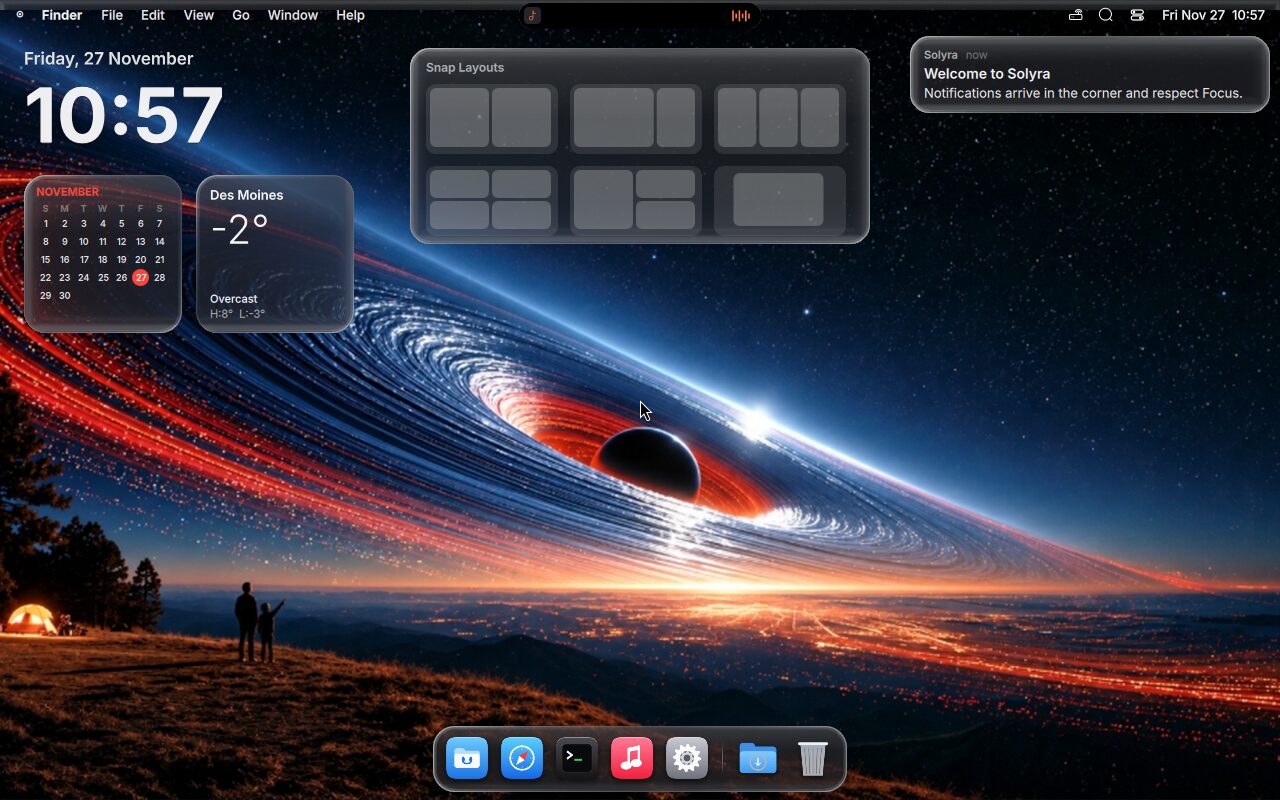 Finder File Edit View Go Window Help
Fri Nov 27 10:57
Friday, 27 November
10:57
NOVEMBER
S M T W T F S
1 2 3 4 5 6 7
8 9 10 11 12 13 14
15 16 17 18 19 20 21
22 23 24 25 26 27 28
29 30
Des Moines
-2°
Overcast
H:8° L:-3°
Snap Layouts
Solyra now
Welcome to Solyra
Notifications arrive in the corner and respect Focus.